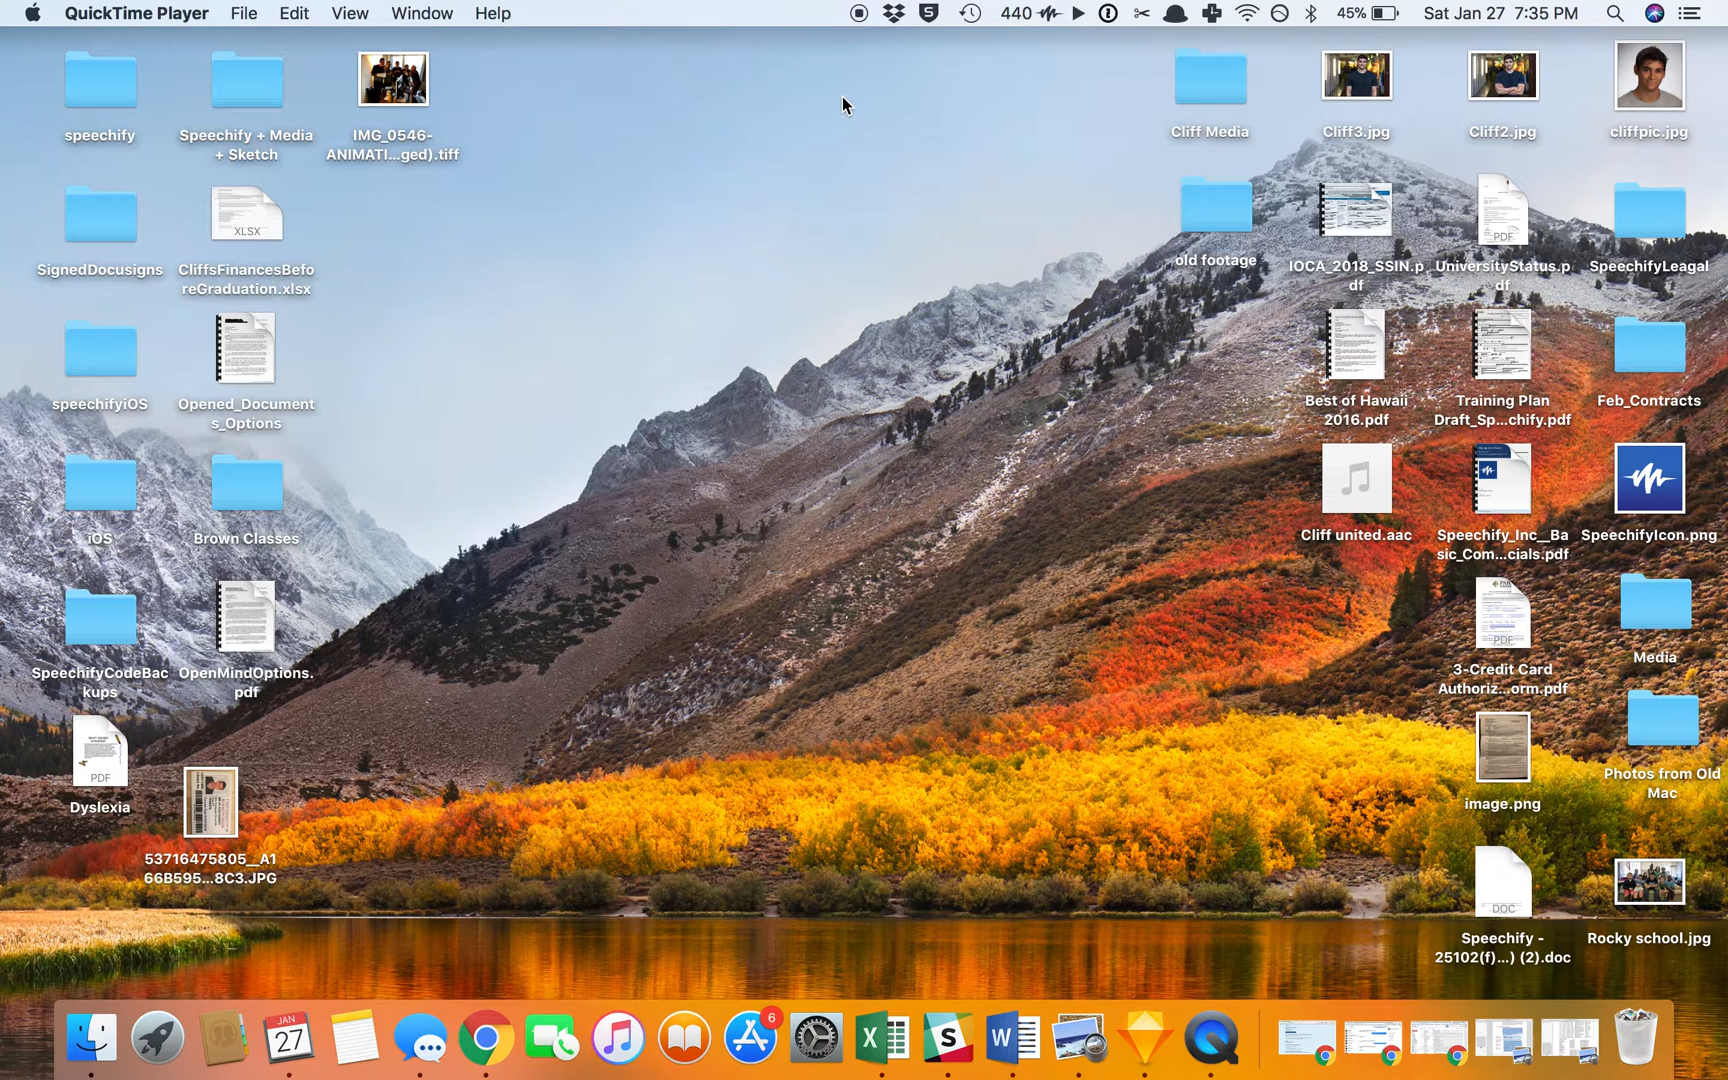 QuickTime Player File Edit View Window Help 440 45% Sat Jan 27 7:35 PM
speechify
Speechify + Media
+ Sketch
IMG_0546-
ANIMATI...ged).tiff
Cliff Media
Cliff3.jpg
Cliff2.jpg
cliffpic.jpg
SignedDocusigns
XLSX
CliffsFinancesBefo
reGraduation.xlsx
old footage
IOCA_2018_SSIN.p
df
PDF
UniversityStatus.p
df
SpeechifyLeagal
speechifyiOS
Opened_Document
s_Options
Best of Hawaii
2016.pdf
Training Plan
Draft_Sp...chify.pdf
Feb_Contracts
iOS
Brown Classes
Cliff united.aac
Speechify_Inc__Ba
sic_Com...cials.pdf
SpeechifyIcon.png
SpeechifyCodeBac
kups
OpenMindOptions.
pdf
PDF
3-Credit Card
Authoriz...orm.pdf
Media
PDF
Dyslexia
53716475805__A1
66B595...8C3.JPG
image.png
Photos from Old
Mac
DOC
Speechify -
25102(f)...) (2).doc
Rocky school.jpg
JAN
27
6